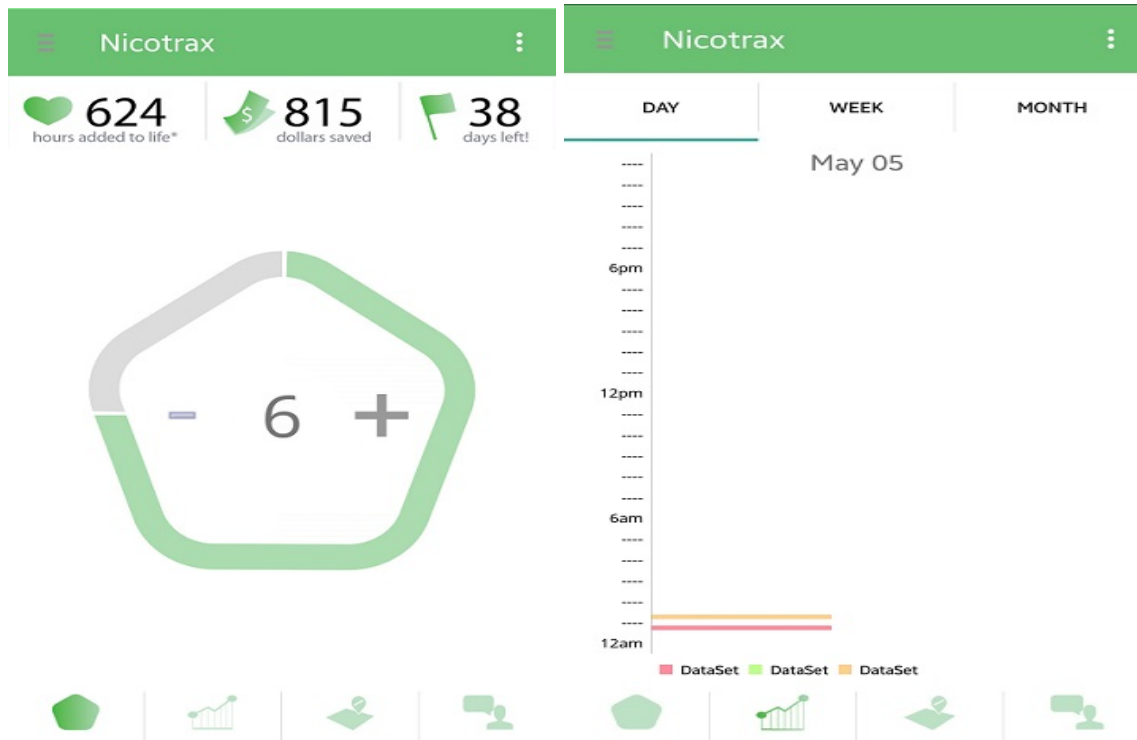 Nicotrax
624
hours added to life*
$
815
dollars saved
38
days left!
- 6 +
Nicotrax
DAY WEEK MONTH
May 05
----
----
----
----
----
6pm
----
----
----
----
----
12pm
----
----
----
----
----
6am
----
----
----
----
----
12am
DataSet DataSet DataSet